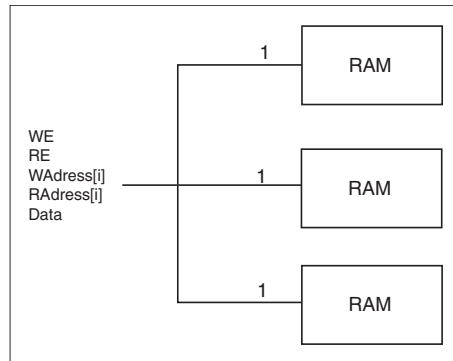 1
RAM
WE
RE
WAdress[i]
RAdress[i]
Data
1
RAM
1
RAM